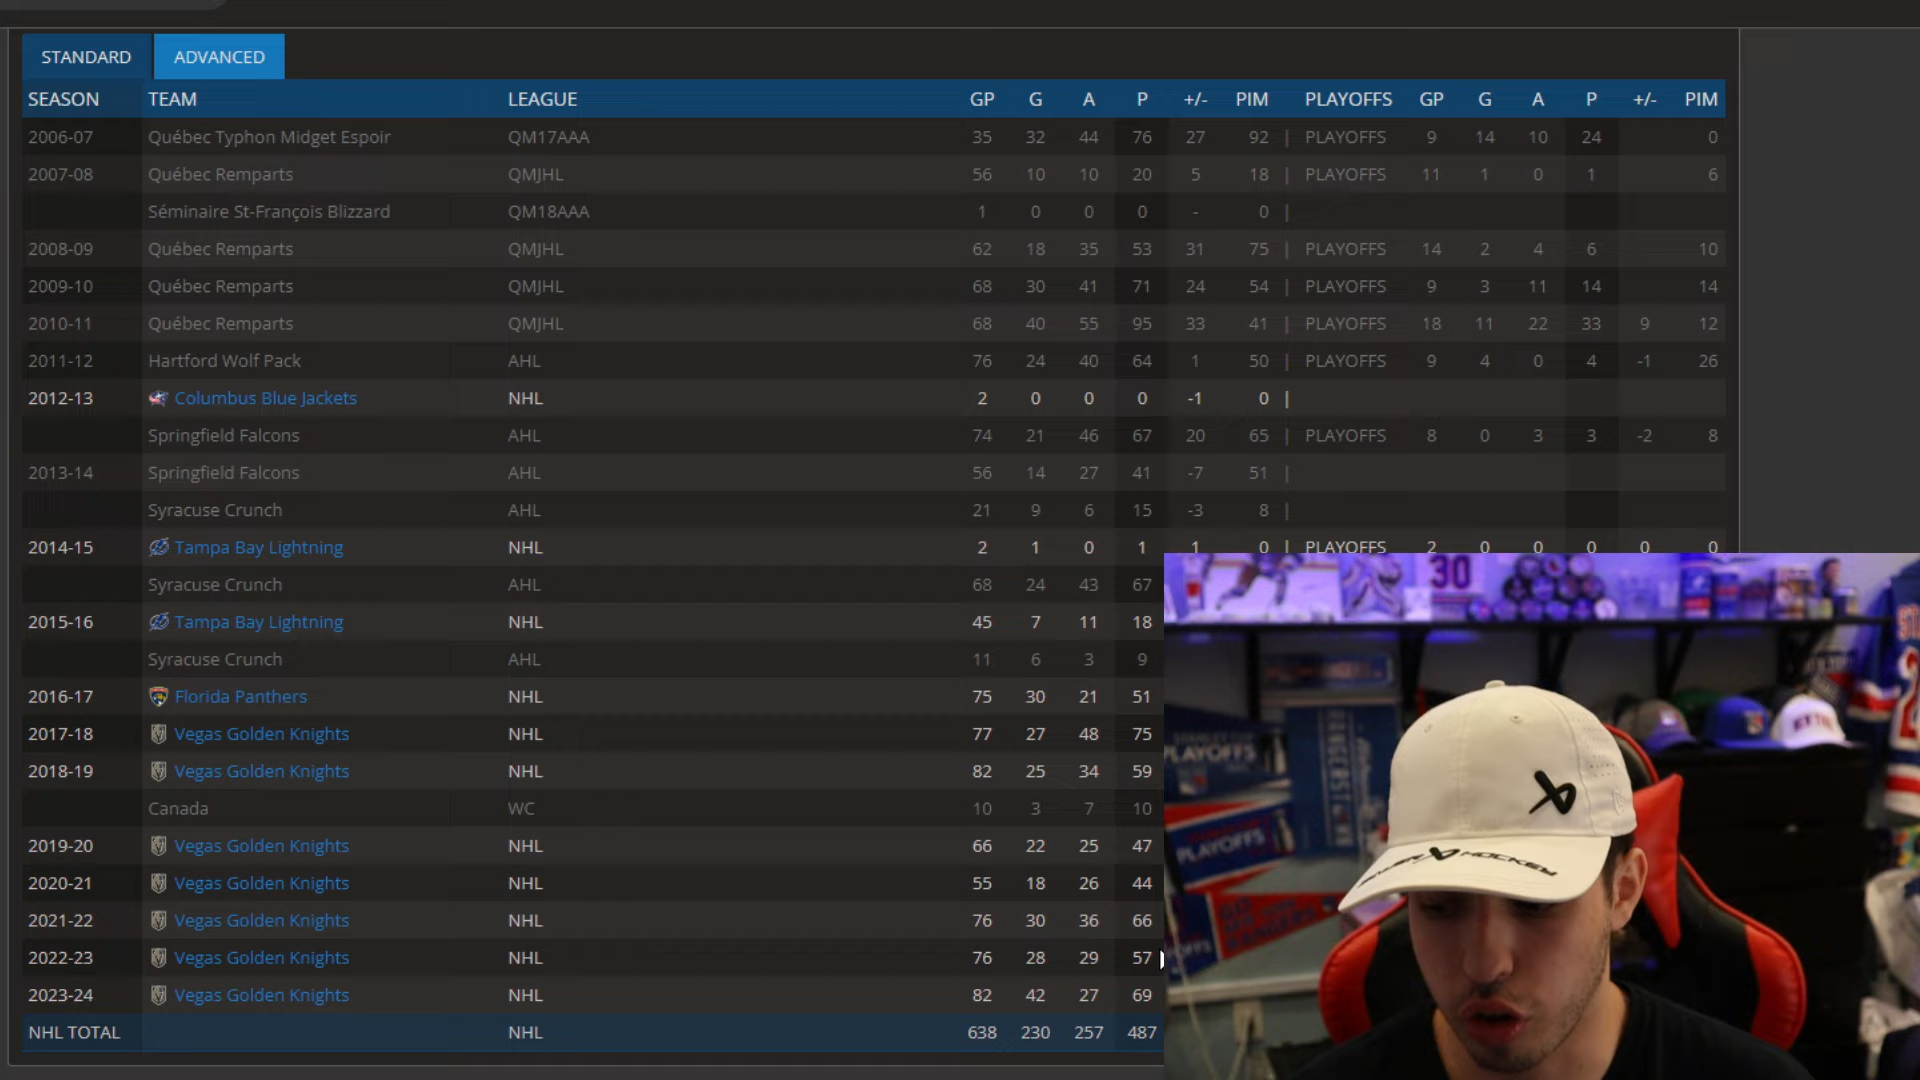 STANDARD ADVANCED
SEASON TEAM LEAGUE GP G A P +/- PIM PLAYOFFS GP G A P +/- PIM
2006-07 Québec Typhon Midget Espoir QM17AAA 35 32 44 76 27 92 | PLAYOFFS 9 14 10 24 0
2007-08 Québec Remparts QMJHL 56 10 10 20 5 18 | PLAYOFFS 11 1 0 1 6
Séminaire St-François Blizzard QM18AAA 1 0 0 0 - 0 |
2008-09 Québec Remparts QMJHL 62 18 35 53 31 75 | PLAYOFFS 14 2 4 6 10
2009-10 Québec Remparts QMJHL 68 30 41 71 24 54 | PLAYOFFS 9 3 11 14 14
2010-11 Québec Remparts QMJHL 68 40 55 95 33 41 | PLAYOFFS 18 11 22 33 9 12
2011-12 Hartford Wolf Pack AHL 76 24 40 64 1 50 | PLAYOFFS 9 4 0 4 -1 26
2012-13 Columbus Blue Jackets NHL 2 0 0 0 -1 0 |
Springfield Falcons AHL 74 21 46 67 20 65 | PLAYOFFS 8 0 3 3 -2 8
2013-14 Springfield Falcons AHL 56 14 27 41 -7 51 |
Syracuse Crunch AHL 21 9 6 15 -3 8 |
2014-15 Tampa Bay Lightning NHL 2 1 0 1 1 0 | PLAYOFFS 2 0 0 0 0 0
Syracuse Crunch AHL 68 24 43 67
2015-16 Tampa Bay Lightning NHL 45 7 11 18
Syracuse Crunch AHL 11 6 3 9
2016-17 Florida Panthers NHL 75 30 21 51
2017-18 Vegas Golden Knights NHL 77 27 48 75
2018-19 Vegas Golden Knights NHL 82 25 34 59
Canada WC 10 3 7 10
2019-20 Vegas Golden Knights NHL 66 22 25 47
2020-21 Vegas Golden Knights NHL 55 18 26 44
2021-22 Vegas Golden Knights NHL 76 30 36 66
2022-23 Vegas Golden Knights NHL 76 28 29 57
2023-24 Vegas Golden Knights NHL 82 42 27 69
NHL TOTAL NHL 638 230 257 487
30
PLAYOFFS
PLAYOFFS
HOCKEY